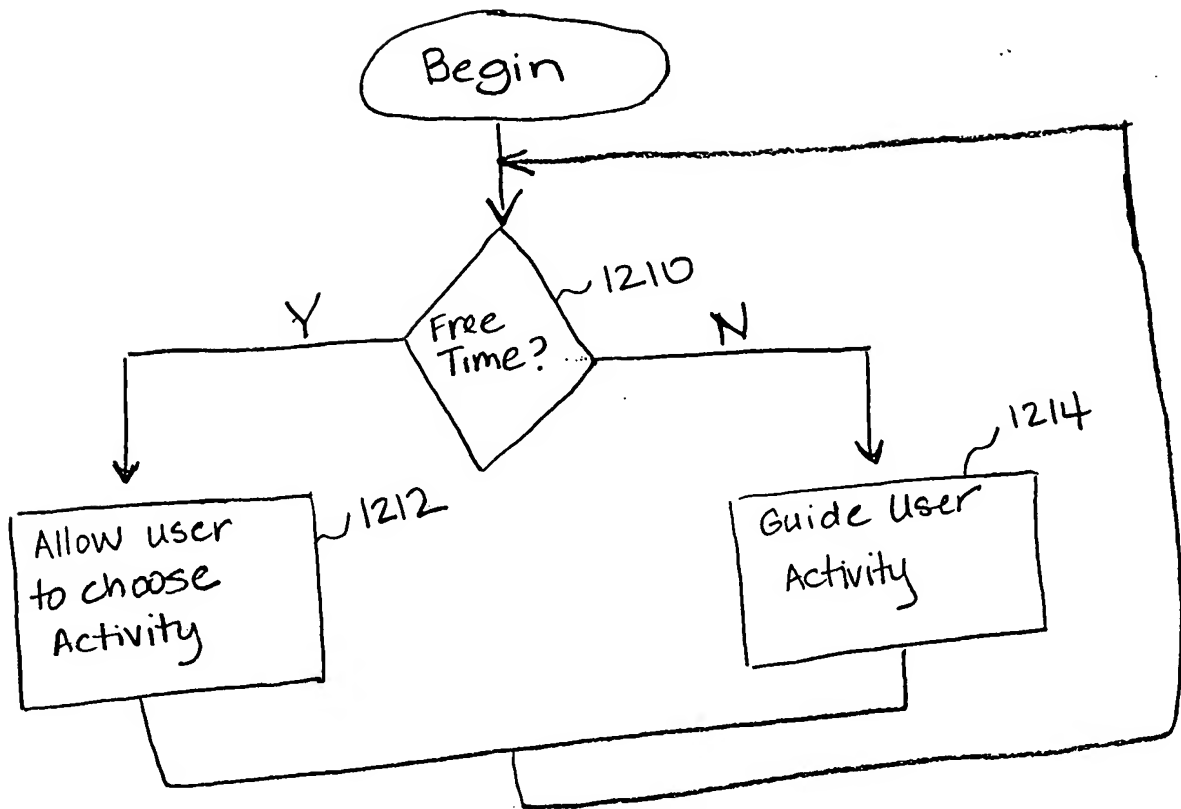 Begin
1210
Y
Free
Time?
N
1214
1212
Allow user
to choose
Activity
Guide User
Activity